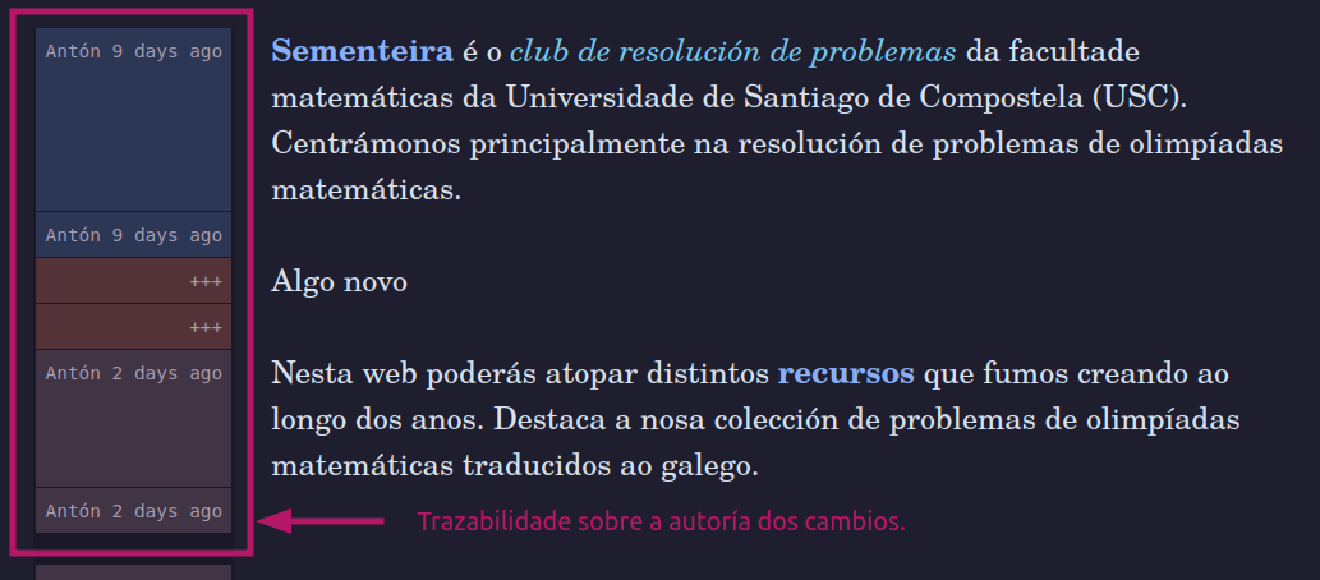 Antón 9 days ago
Sementeira é o club de resolución de problemas da facultade
matemáticas da Universidade de Santiago de Compostela (USC).
Centrámonos principalmente na resolución de problemas de olimpíadas
matemáticas.
Antón 9 days ago
+++
Algo novo
+++
Antón 2 days ago
Nesta web poderás atopar distintos recursos que fumos creando ao
longo dos anos. Destaca a nosa colección de problemas de olimpíadas
matemáticas traducidos ao galego.
Antón 2 days ago
Trazabilidade sobre a autoría dos cambios.